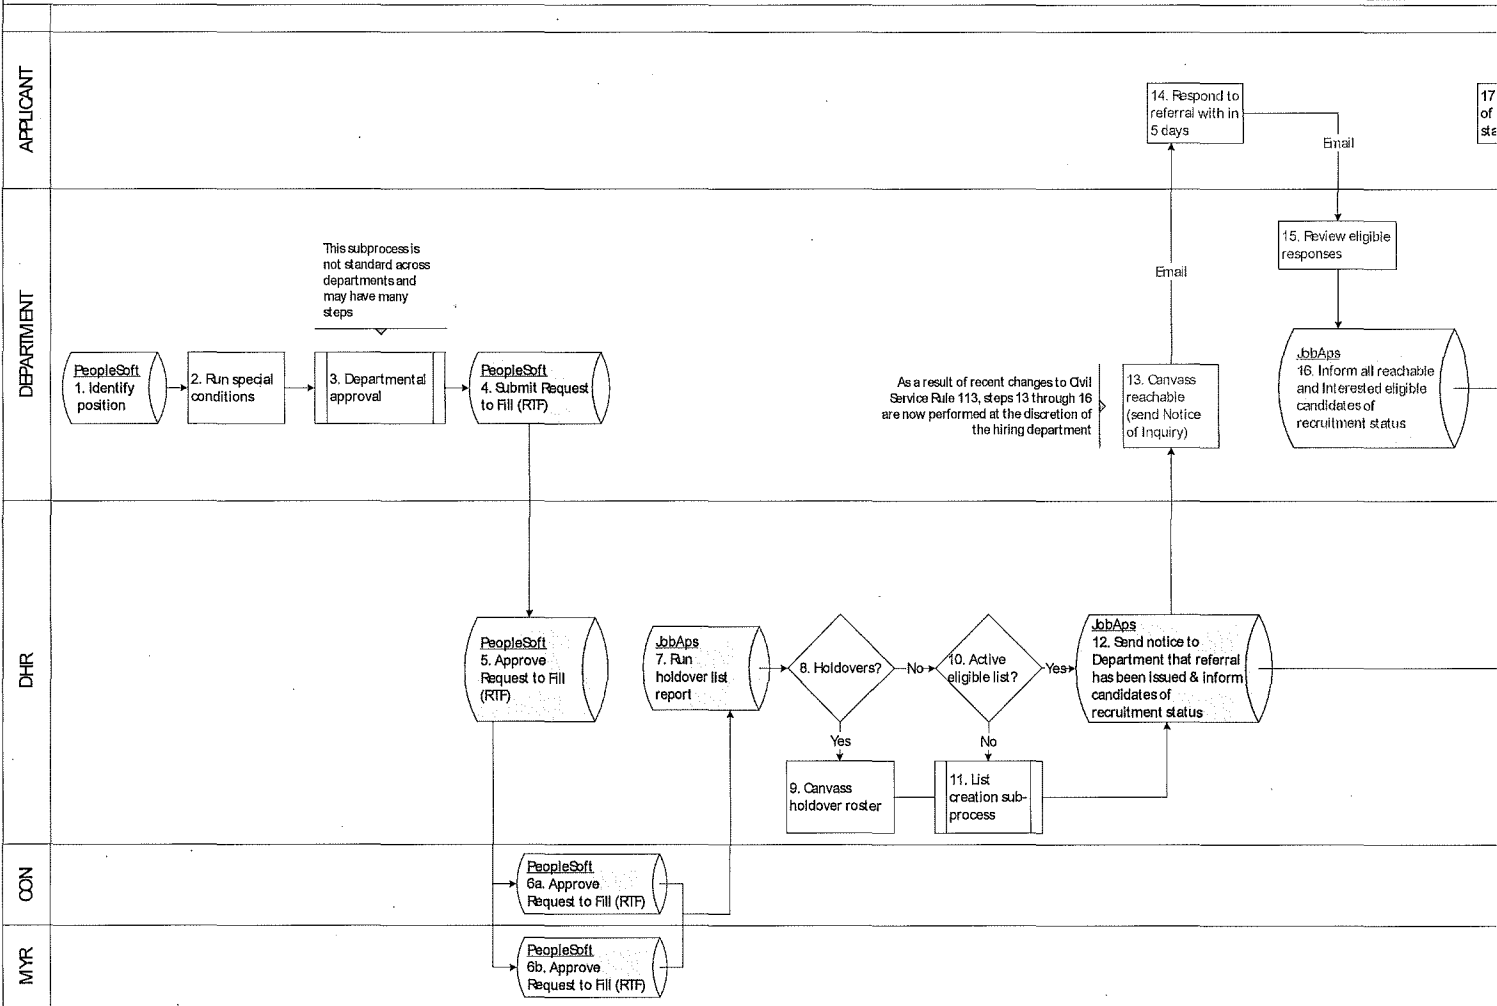 APPLICANT
14. Respond to
referral with in
5 days
Email
17
of
sta
DEPARTMENT
This subprocess is
not standard across
departments and
may have many
steps
PeopleSoft
1. Identify
position
2. Run special
conditions
3. Departmental
approval
PeopleSoft
4. Submit Request
to Fill (RTF)
As a result of recent changes to Civil
Service Rule 113, steps 13 through 16
are now performed at the discretion of
the hiring department
Email
13. Canvass
reachable
(send Notice
of Inquiry)
15. Review eligible
responses
JobAps
16. Inform all reachable
and Interested eligible
candidates of
recruitment status
DHR
PeopleSoft
5. Approve
Request to Fill
(RTF)
JobAps
7. Run
holdover list
report
8. Holdovers?
No
Yes
9. Canvass
holdover roster
10. Active
eligible list?
Yes
No
11. List
creation sub-
process
JobAps
12. Send notice to
Department that referral
has been issued & inform
candidates of
recruitment status
CON
PeopleSoft
6a. Approve
Request to Fill (RTF)
MYR
PeopleSoft
6b. Approve
Request to Fill (RTF)